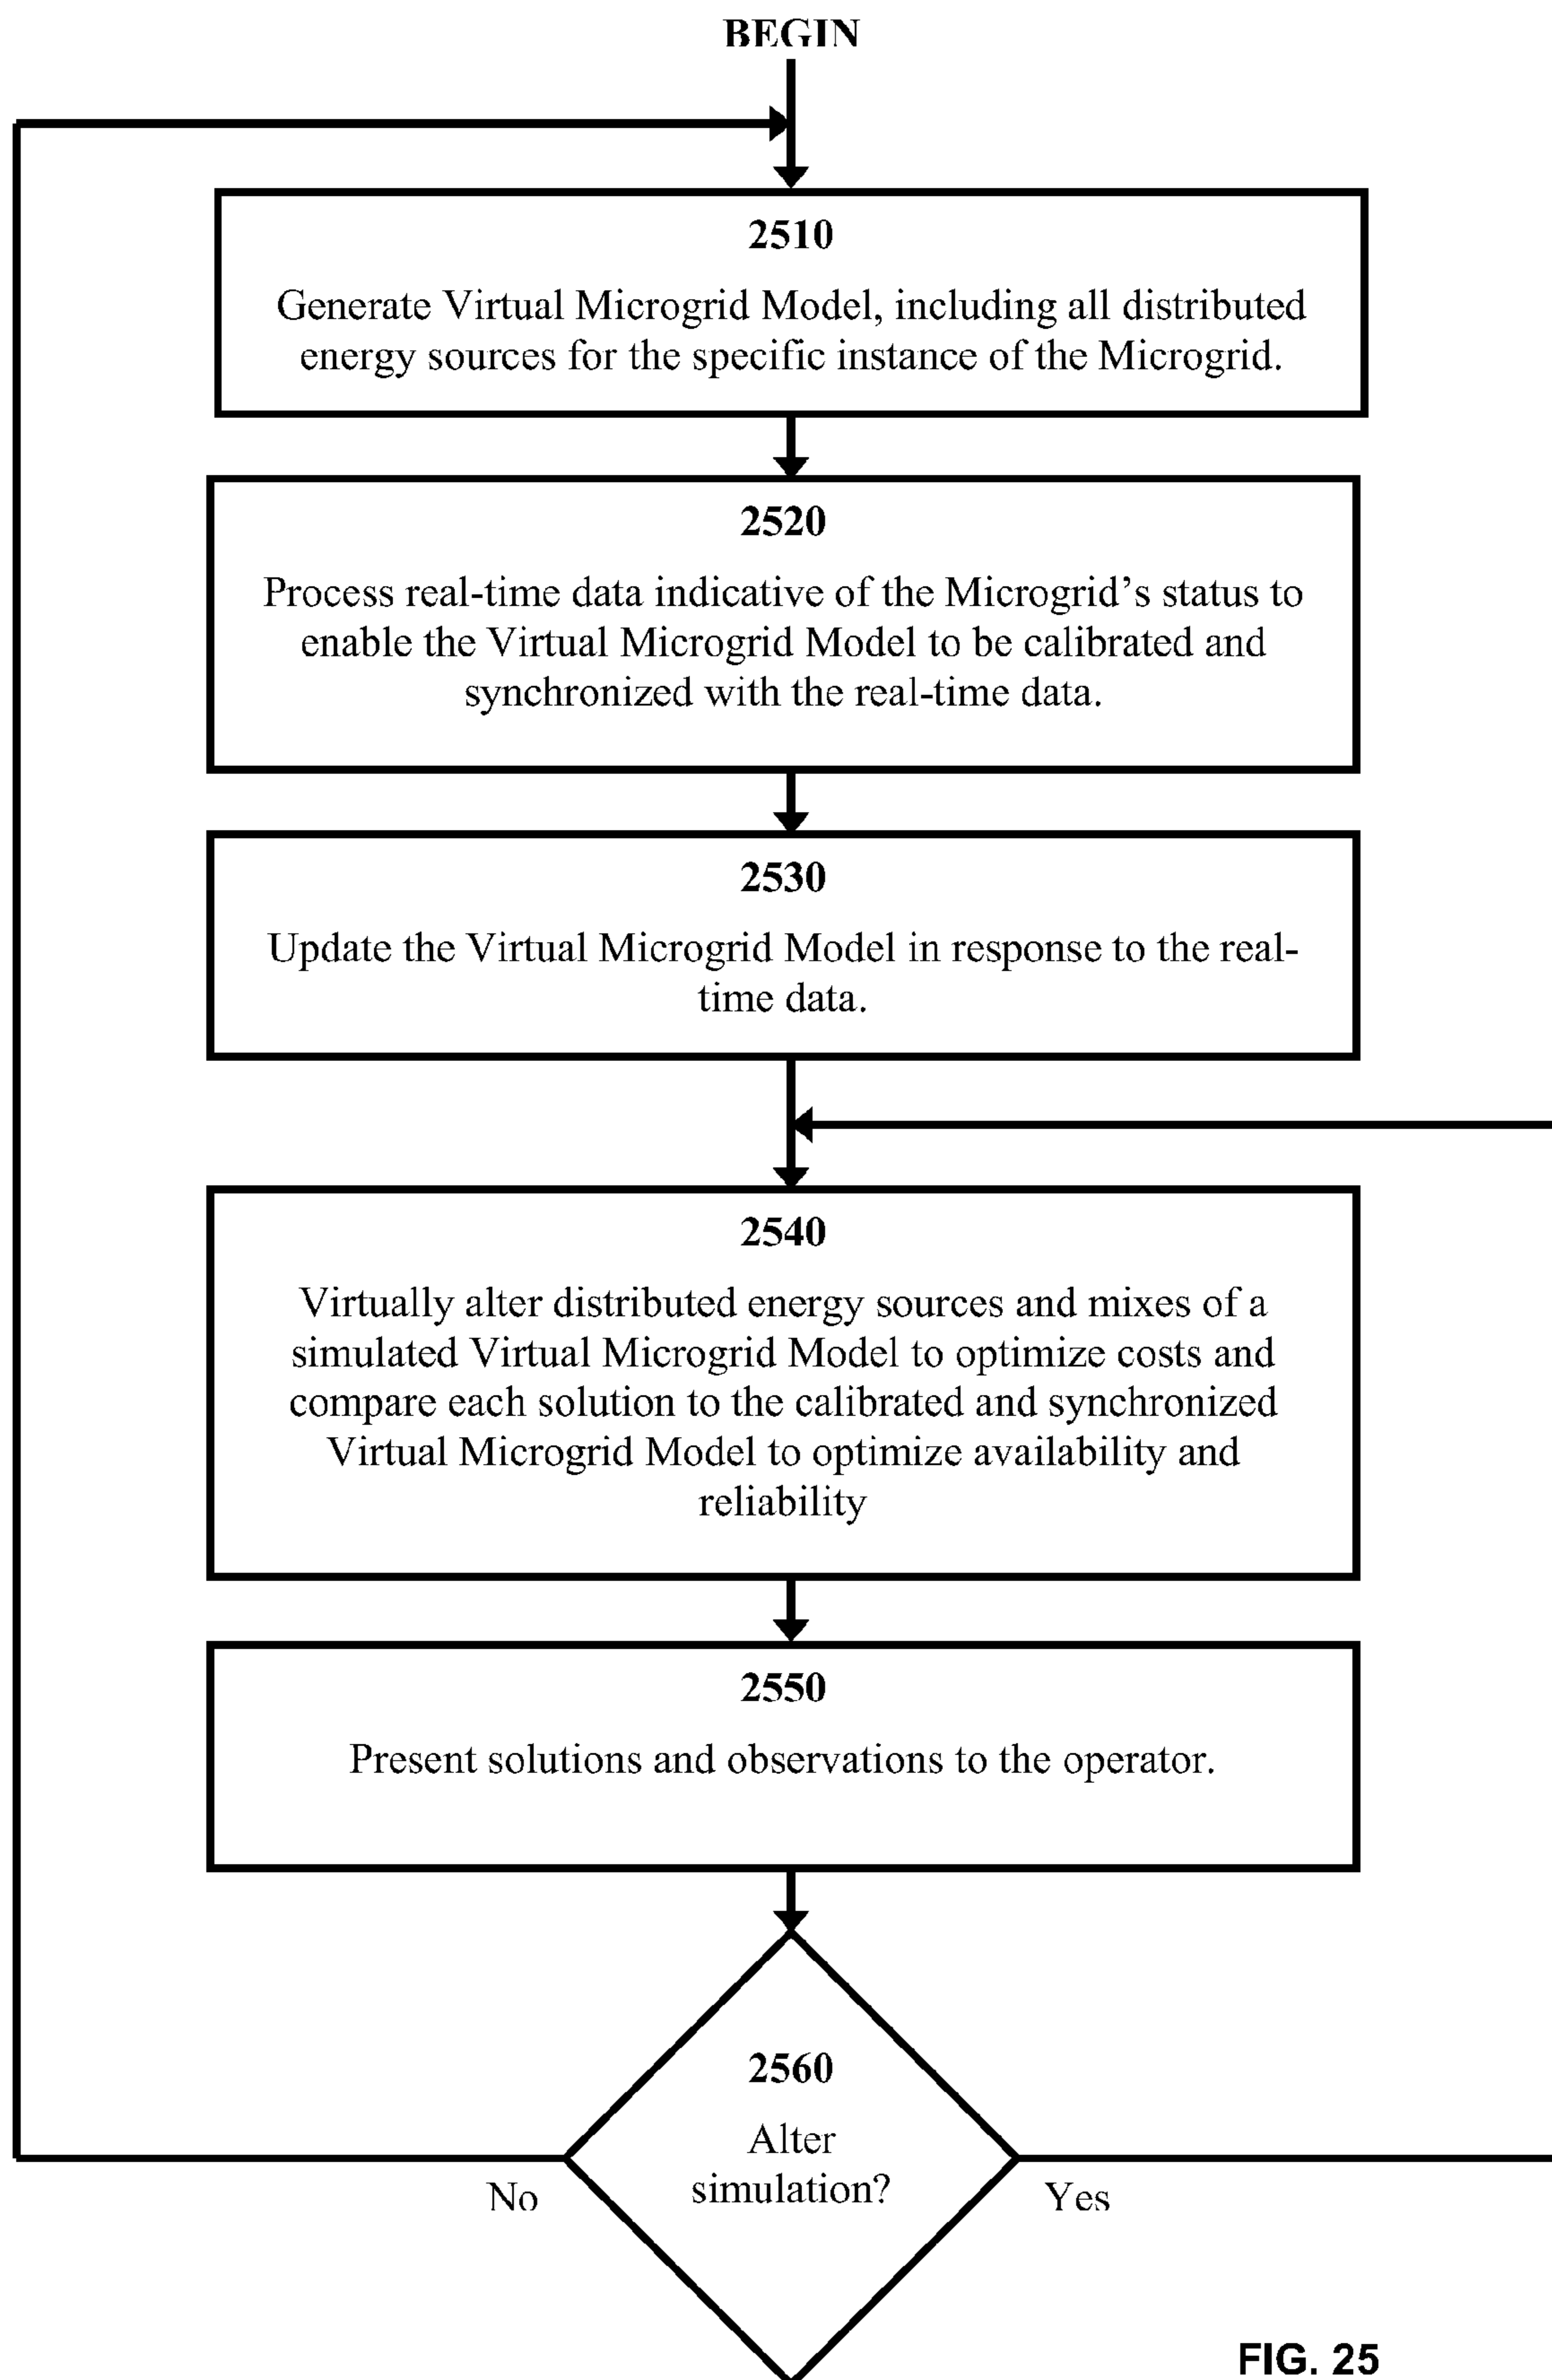 BEGIN
2510
Generate Virtual Microgrid Model, including all distributed
energy sources for the specific instance of the Microgrid.
2520
Process real-time data indicative of the Microgrid’s status to
enable the Virtual Microgrid Model to be calibrated and
synchronized with the real-time data.
2530
Update the Virtual Microgrid Model in response to the real-
time data.
2540
Virtually alter distributed energy sources and mixes of a
simulated Virtual Microgrid Model to optimize costs and
compare each solution to the calibrated and synchronized
Virtual Microgrid Model to optimize availability and
reliability
2550
Present solutions and observations to the operator.
2560
Alter
simulation?
No
Yes
FIG. 25